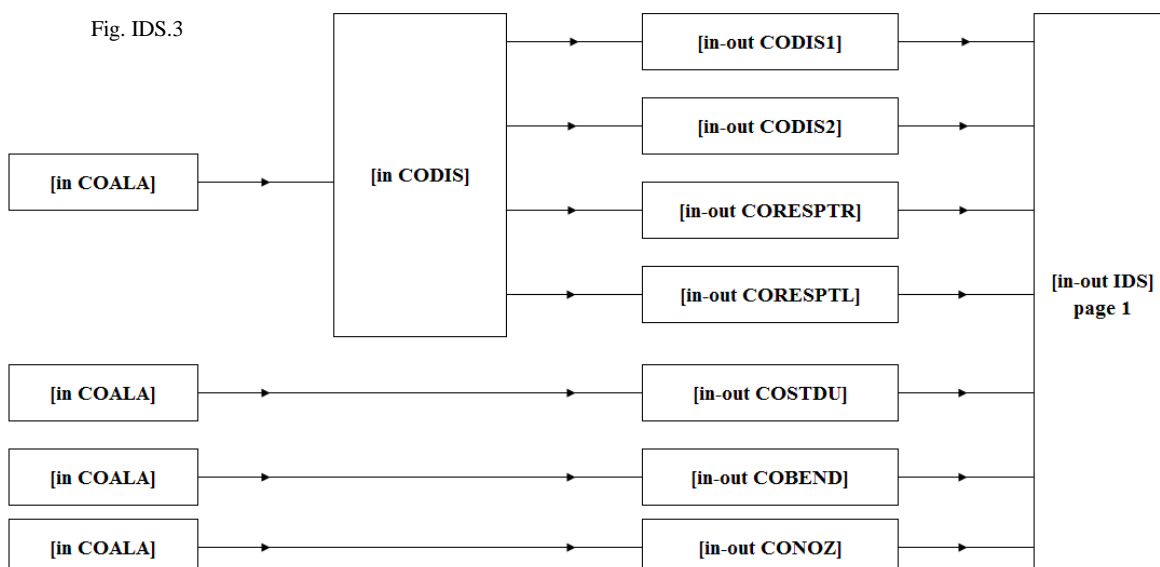 Fig. IDS.3
[in-out CODIS1]
[in-out CODIS2]
[in COALA]
[in CODIS]
[in-out CORESPTR]
[in-out CORESPTL]
[in-out IDS]
page 1
[in COALA]
[in-out COSTDU]
[in COALA]
[in-out COBEND]
[in COALA]
[in-out CONOZ]